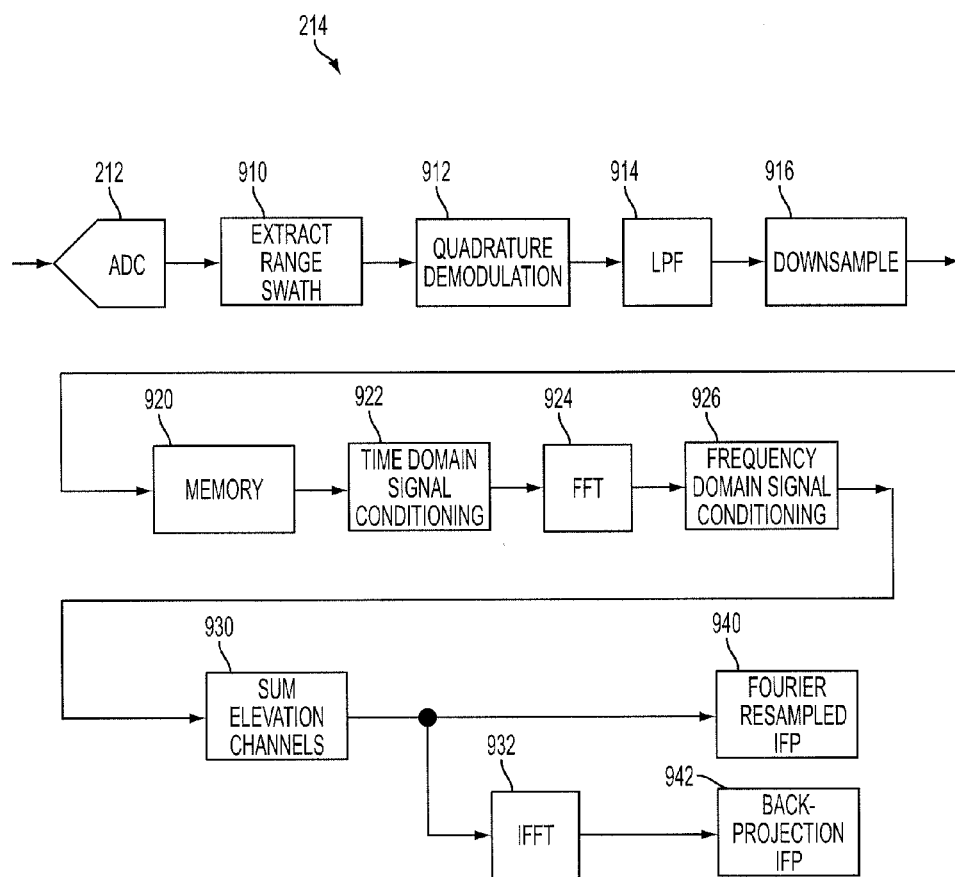 214
212
910
912
914
916
ADC
EXTRACT
RANGE
SWATH
QUADRATURE
DEMODULATION
LPF
DOWNSAMPLE
920
922
924
926
MEMORY
TIME DOMAIN
SIGNAL
CONDITIONING
FFT
FREQUENCY
DOMAIN SIGNAL
CONDITIONING
930
940
SUM
ELEVATION
CHANNELS
FOURIER
RESAMPLED
IFP
932
942
IFFT
BACK-
PROJECTION
IFP